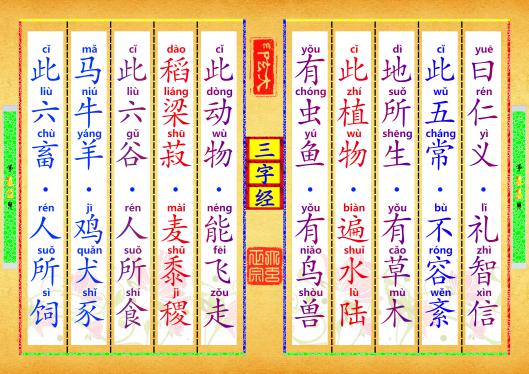 yuē rén yì lǐ zhì xìn
曰仁义·礼智信
cǐ wǔ cháng bù róng wěn
此五常·不容紊
dì suǒ shēng yǒu cǎo mù
地所生·有草木
cǐ zhí wù biàn shuǐ lù
此植物·遍水陆
yǒu chóng yú yǒu niǎo shòu
有虫鱼·有鸟兽
三字经
cǐ dòng wù néng fēi zǒu
此动物·能飞走
dào liáng shū mài shǔ jì
稻梁菽·麦黍稷
cǐ liù gǔ rén suǒ shí
此六谷·人所食
mǎ niú yáng jī quǎn shǐ
马牛羊·鸡犬豕
cǐ liù chù rén suǒ sì
此六畜·人所饲